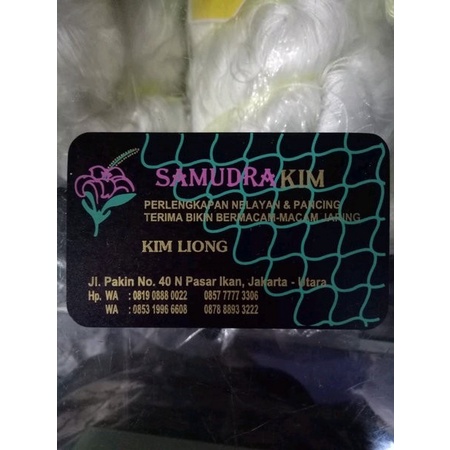 SAMUDRA KIM
PERLENGKAPAN NELAYAN & PANCING
TERIMA BIKIN BERMACAM-MACAM JARING
KIM LIONG
Jl. Pakin No. 40 N Pasar Ikan, Jakarta - Utara
Hp. WA : 0819 0888 0022 0857 7777 3306
WA : 0853 1996 6608 0878 8893 3222